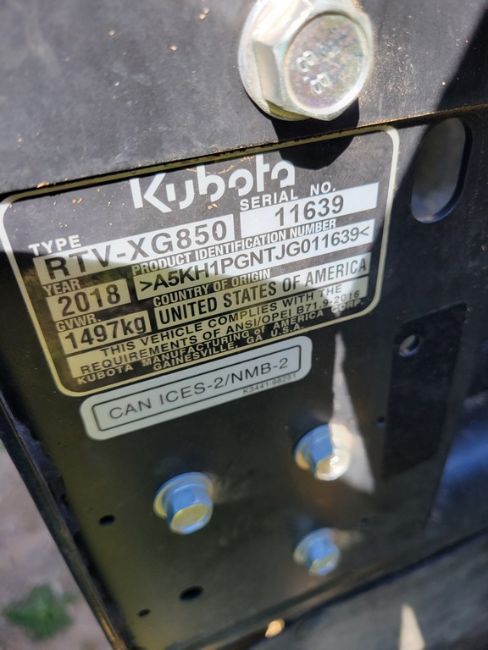 8.8
Kubota
TYPE
RTV-XG850
SERIAL NO.
11639
YEAR
2018
PRODUCT IDENTIFICATION NUMBER
>A5KH1PGNTJG011639<
GVWR.
1497kg
COUNTRY OF ORIGIN
UNITED STATES OF AMERICA
THIS VEHICLE COMPLIES WITH THE
REQUIREMENTS OF ANSI/OPEI B71.9-2016
KUBOTA MANUFACTURING of AMERICA CORP.
GAINESVILLE, GA U.S.A.
CAN ICES-2/NMB-2